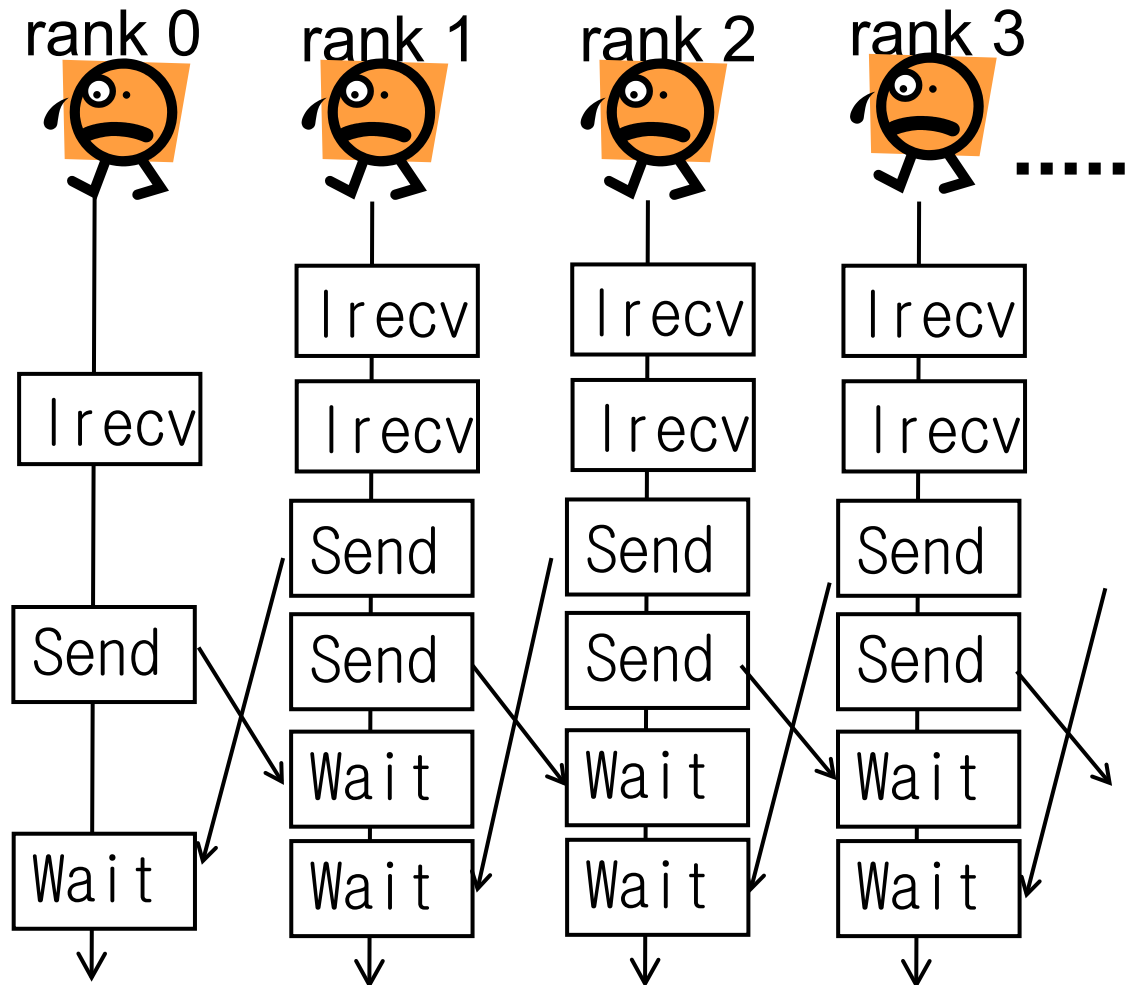 rank 0 rank 1 rank 2 rank 3
.....
Irecv Irecv Irecv
Irecv Irecv Irecv Irecv
Send Send Send
Send Send Send Send
Wait Wait Wait
Wait Wait Wait Wait